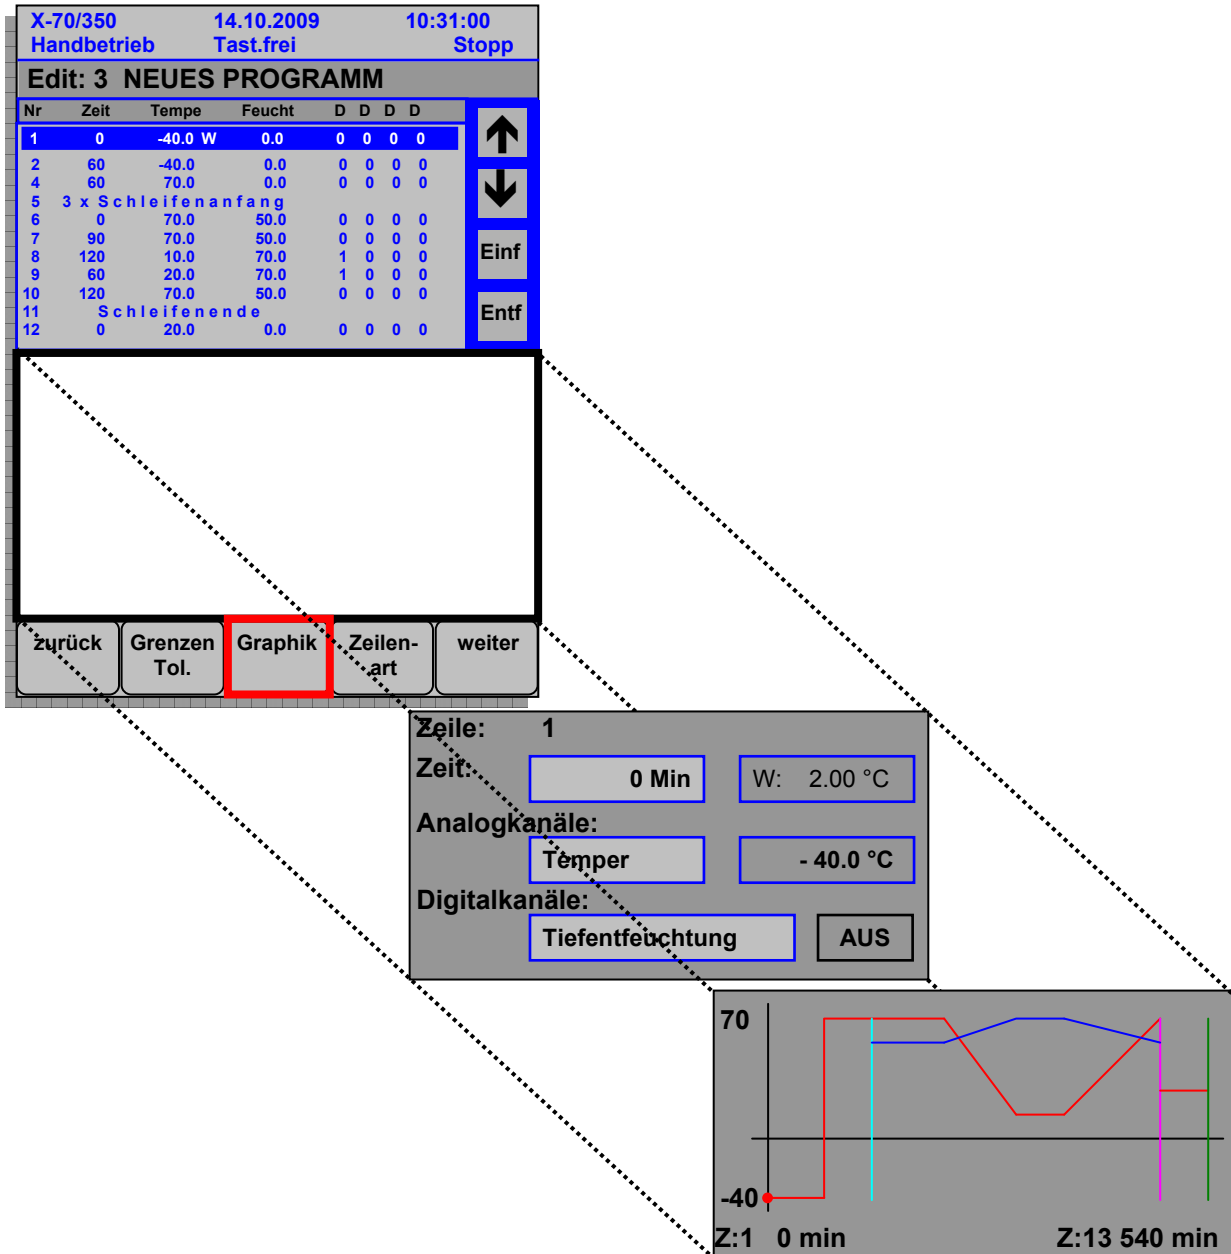 X-70/350 14.10.2009 10:31:00
Handbetrieb Tast.frei Stopp
Edit: 3 NEUES PROGRAMM
Nr Zeit Tempe Feucht D D D D
1 0 -40.0 W 0.0 0 0 0 0
2 60 -40.0 0.0 0 0 0 0
4 60 70.0 0.0 0 0 0 0
5 3 x Schleifenanfang
6 0 70.0 50.0 0 0 0 0
7 90 70.0 50.0 0 0 0 0
8 120 10.0 70.0 1 0 0 0
9 60 20.0 70.0 1 0 0 0
10 120 70.0 50.0 0 0 0 0
11 Schleifenende
12 0 20.0 0.0 0 0 0 0
Einf
Entf
zurück Grenzen Tol. Graphik Zeilen-art weiter
Zeile: 1
Zeit: 0 Min W: 2.00 °C
Analogkanäle:
Temper - 40.0 °C
Digitalkanäle:
Tiefentfeuchtung AUS
70
-40
Z:1 0 min Z:13 540 min